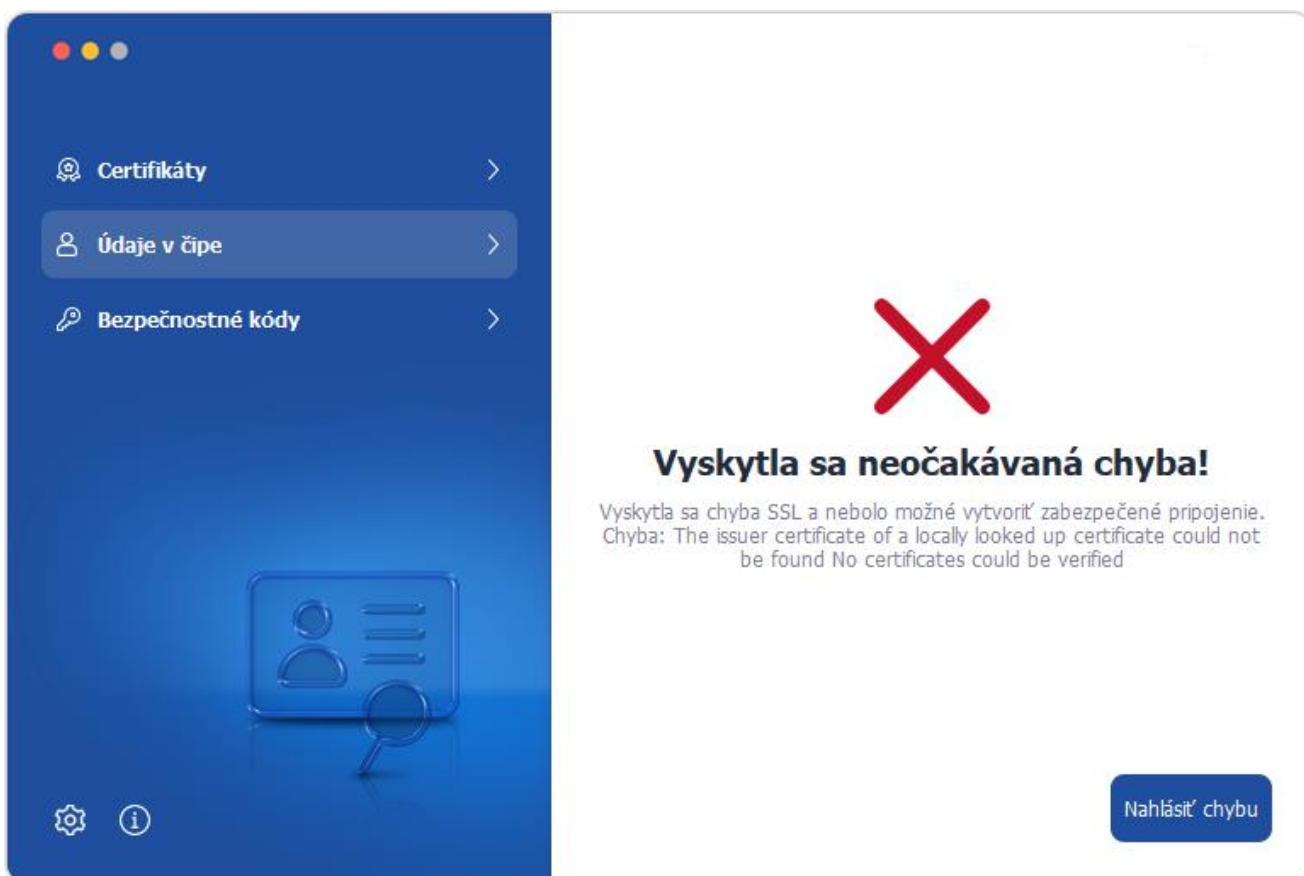 Certifikáty
Údaje v čipe
Bezpečnostné kódy
Vyskytla sa neočakávaná chyba!
Vyskytla sa chyba SSL a nebolo možné vytvoriť zabezpečené pripojenie.
Chyba: The issuer certificate of a locally looked up certificate could not
be found No certificates could be verified
Nahlásiť chybu